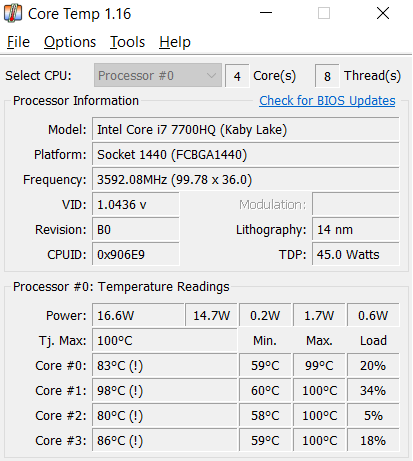 Core Temp 1.16
File Options Tools Help
Select CPU: Processor #0 4 Core(s) 8 Thread(s)
Processor Information Check for BIOS Updates
Model: Intel Core i7 7700HQ (Kaby Lake)
Platform: Socket 1440 (FCBGA1440)
Frequency: 3592.08MHz (99.78 x 36.0)
VID: 1.0436 v Modulation:
Revision: B0 Lithography: 14 nm
CPUID: 0x906E9 TDP: 45.0 Watts
Processor #0: Temperature Readings
Power: 16.6W 14.7W 0.2W 1.7W 0.6W
Tj. Max: 100°C Min. Max. Load
Core #0: 83°C (!) 59°C 99°C 20%
Core #1: 98°C (!) 60°C 100°C 34%
Core #2: 80°C (!) 58°C 100°C 5%
Core #3: 86°C (!) 59°C 100°C 18%